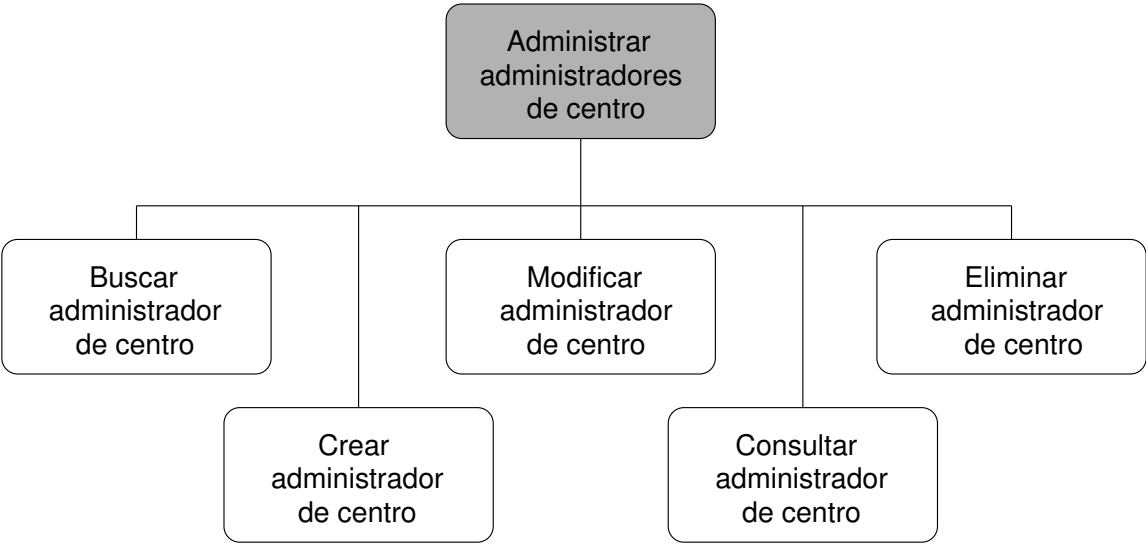 Administrar
administradores
de centro
Buscar
administrador
de centro
Modificar
administrador
de centro
Eliminar
administrador
de centro
Crear
administrador
de centro
Consultar
administrador
de centro